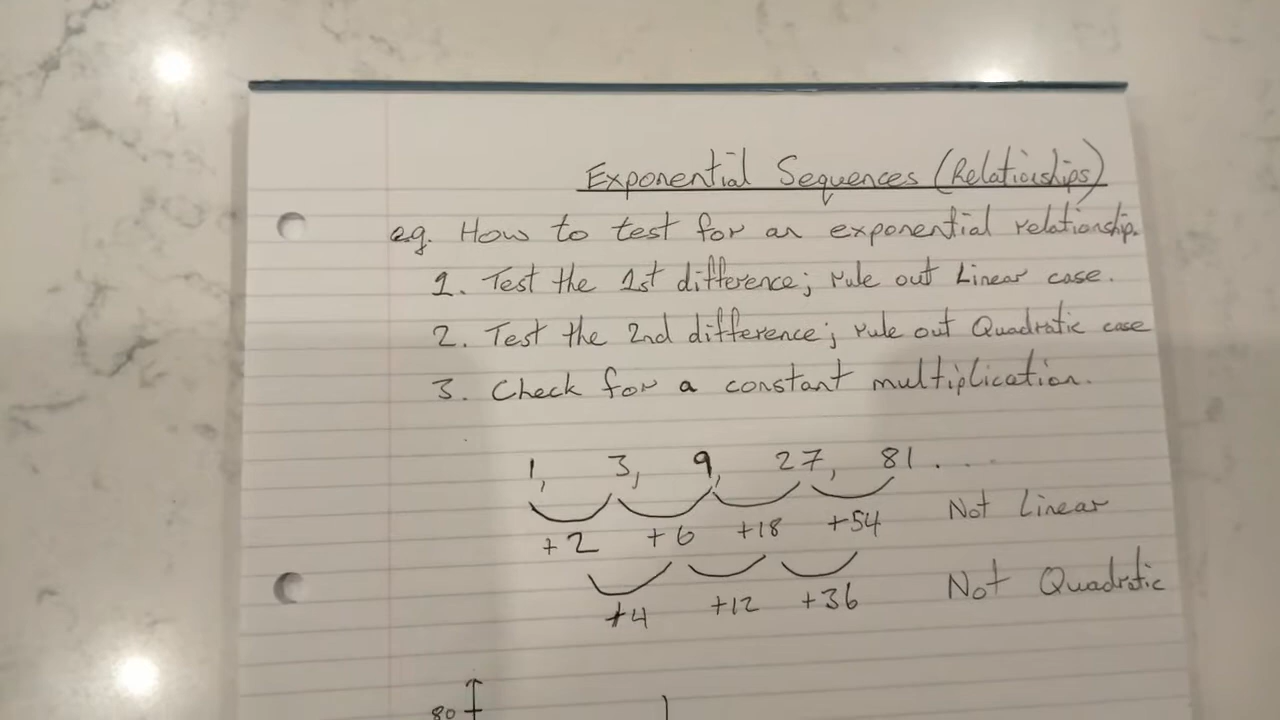 Exponential Sequences (Relationships)
eg. How to test for an exponential relationship.
1. Test the 1st difference; rule out Linear case.
2. Test the 2nd difference; rule out Quadratic case
3. Check for a constant multiplication.
1, 3, 9, 27, 81 . . . .
+2 +6 +18 +54 Not Linear
+4 +12 +36 Not Quadratic
80